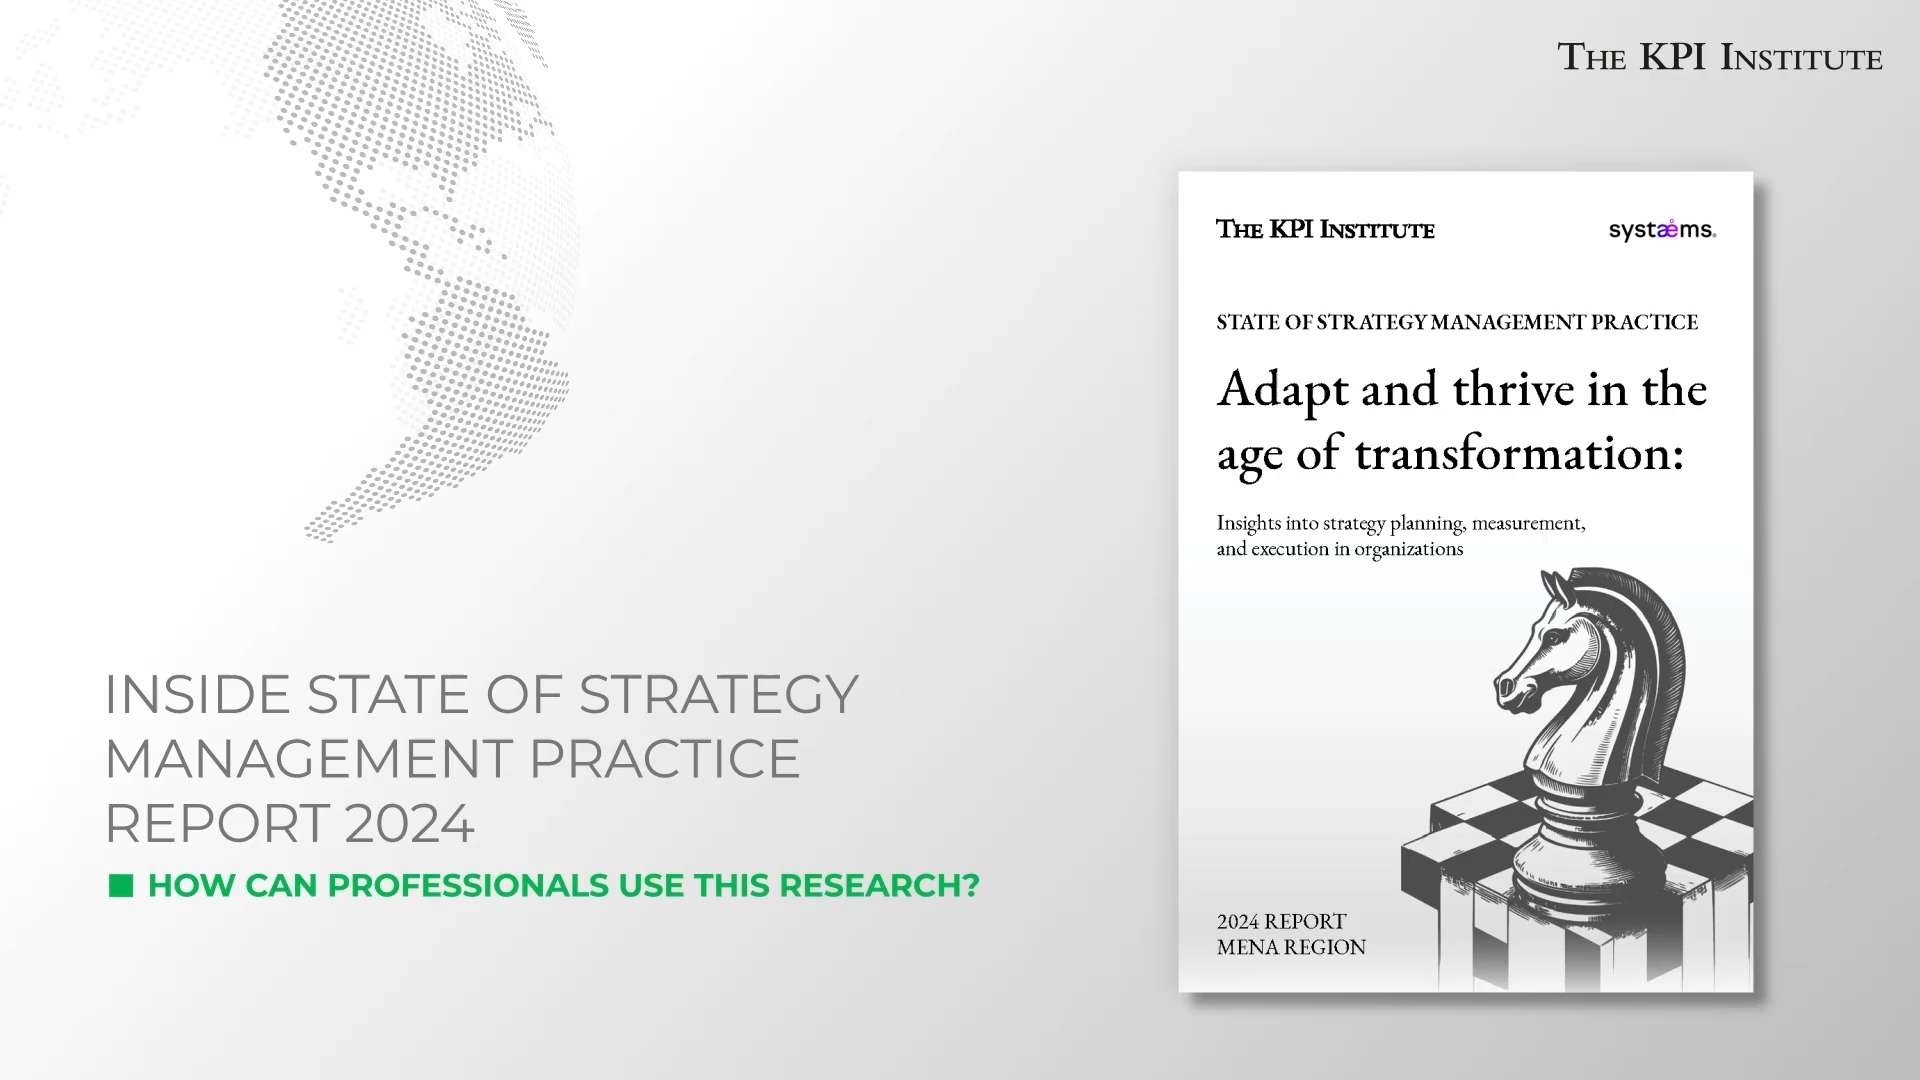 THE KPI INSTITUTE
THE KPI INSTITUTE
systæms
STATE OF STRATEGY MANAGEMENT PRACTICE
Adapt and thrive in the
age of transformation:
Insights into strategy planning, measurement,
and execution in organizations
2024 REPORT
MENA REGION
INSIDE STATE OF STRATEGY
MANAGEMENT PRACTICE
REPORT 2024
HOW CAN PROFESSIONALS USE THIS RESEARCH?